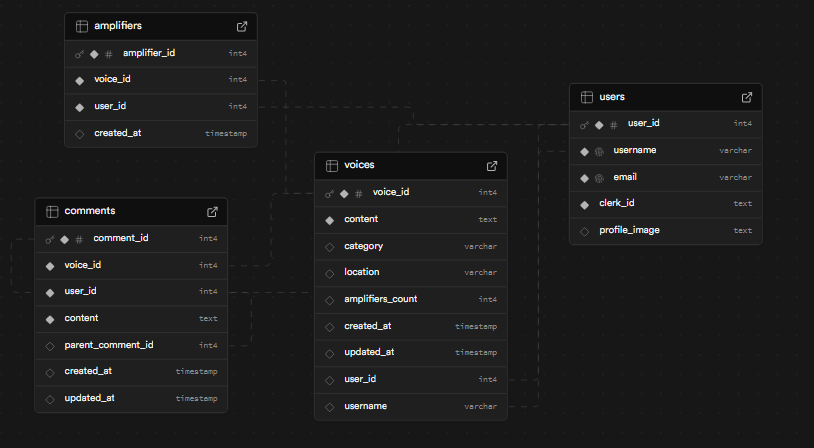 amplifiers
amplifier_id int4
voice_id int4
user_id int4
created_at timestamp
users
user_id int4
username varchar
email varchar
clerk_id text
profile_image text
voices
voice_id int4
content text
category varchar
location varchar
amplifiers_count int4
created_at timestamp
updated_at timestamp
user_id int4
username varchar
comments
comment_id int4
voice_id int4
user_id int4
content text
parent_comment_id int4
created_at timestamp
updated_at timestamp